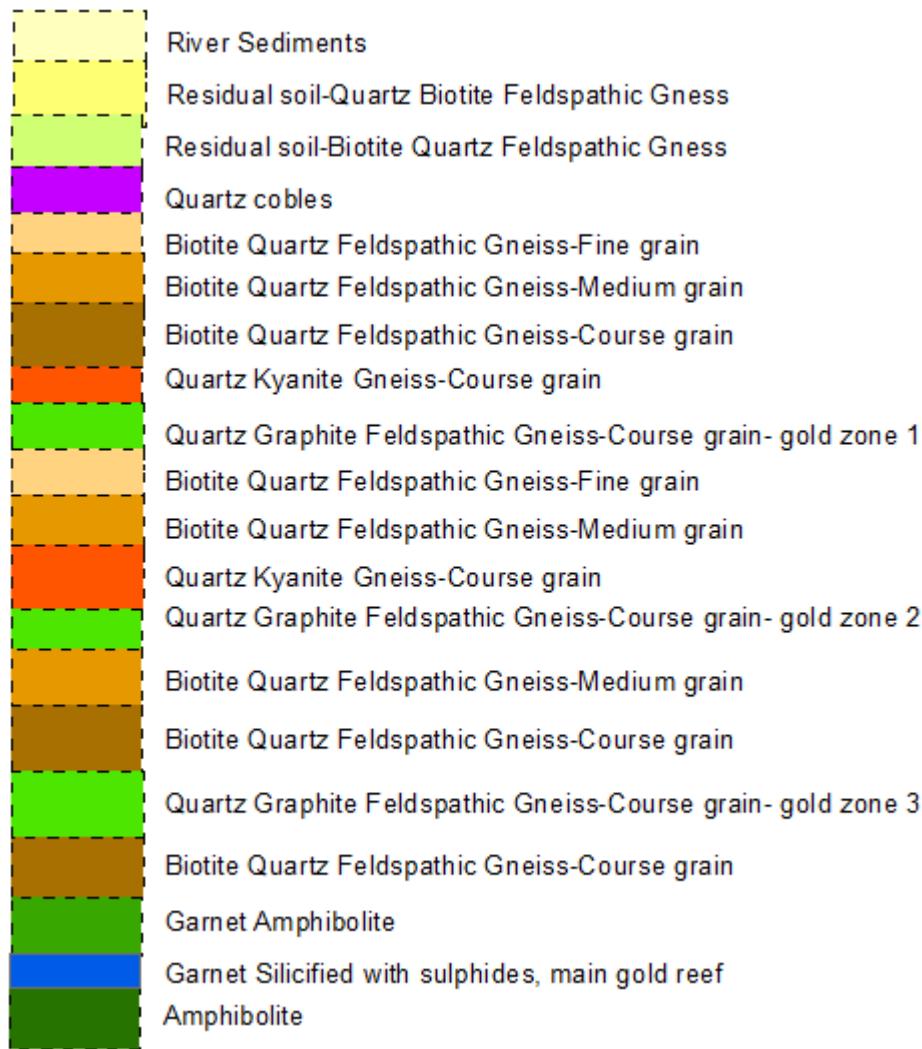 River Sediments
Residual soil-Quartz Biotite Feldspathic Gness
Residual soil-Biotite Quartz Feldspathic Gness
Quartz cobles
Biotite Quartz Feldspathic Gneiss-Fine grain
Biotite Quartz Feldspathic Gneiss-Medium grain
Biotite Quartz Feldspathic Gneiss-Course grain
Quartz Kyanite Gneiss-Course grain
Quartz Graphite Feldspathic Gneiss-Course grain- gold zone 1
Biotite Quartz Feldspathic Gneiss-Fine grain
Biotite Quartz Feldspathic Gneiss-Medium grain
Quartz Kyanite Gneiss-Course grain
Quartz Graphite Feldspathic Gneiss-Course grain- gold zone 2
Biotite Quartz Feldspathic Gneiss-Medium grain
Biotite Quartz Feldspathic Gneiss-Course grain
Quartz Graphite Feldspathic Gneiss-Course grain- gold zone 3
Biotite Quartz Feldspathic Gneiss-Course grain
Garnet Amphibolite
Garnet Silicified with sulphides, main gold reef
Amphibolite